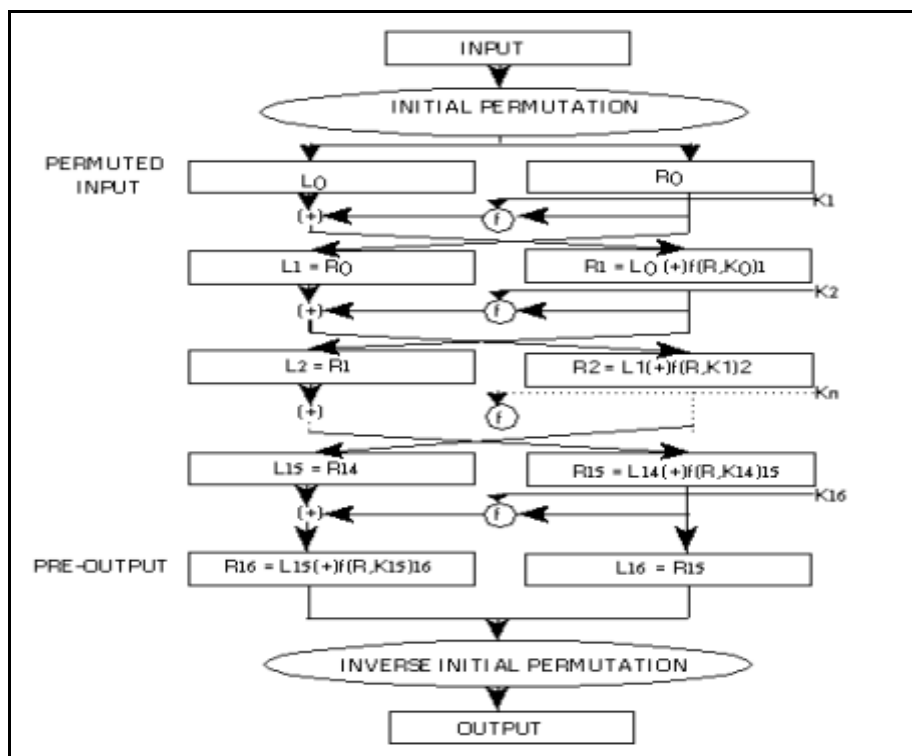 INPUT
INITIAL PERMUTATION
PERMUTED
INPUT
L0
R0
K1
(+)
f
L1 = R0
R1 = L0 (+)f(R,K0)1
K2
(+)
f
L2 = R1
R2 = L1(+)f(R,K1)2
Kn
(+)
f
L15 = R14
R15 = L14(+)f(R,K14)15
K16
(+)
f
PRE-OUTPUT
R16 = L15(+)f(R,K15)16
L16 = R15
INVERSE INITIAL PERMUTATION
OUTPUT